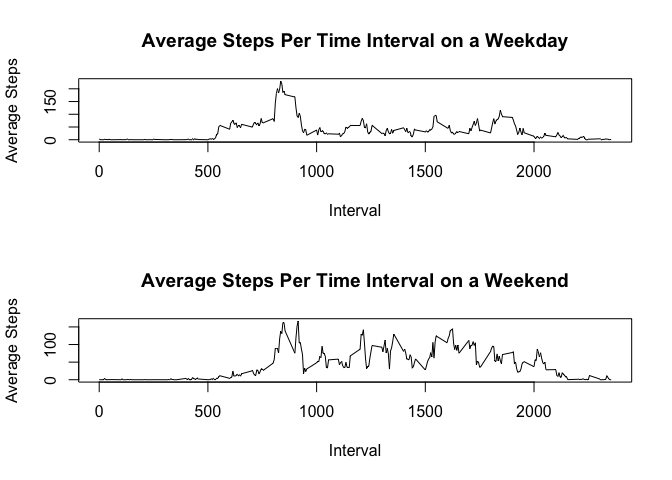 Average Steps Per Time Interval on a Weekday
Average Steps
150
0
0 500 1000 1500 2000
Interval
Average Steps Per Time Interval on a Weekend
Average Steps
100
0
0 500 1000 1500 2000
Interval